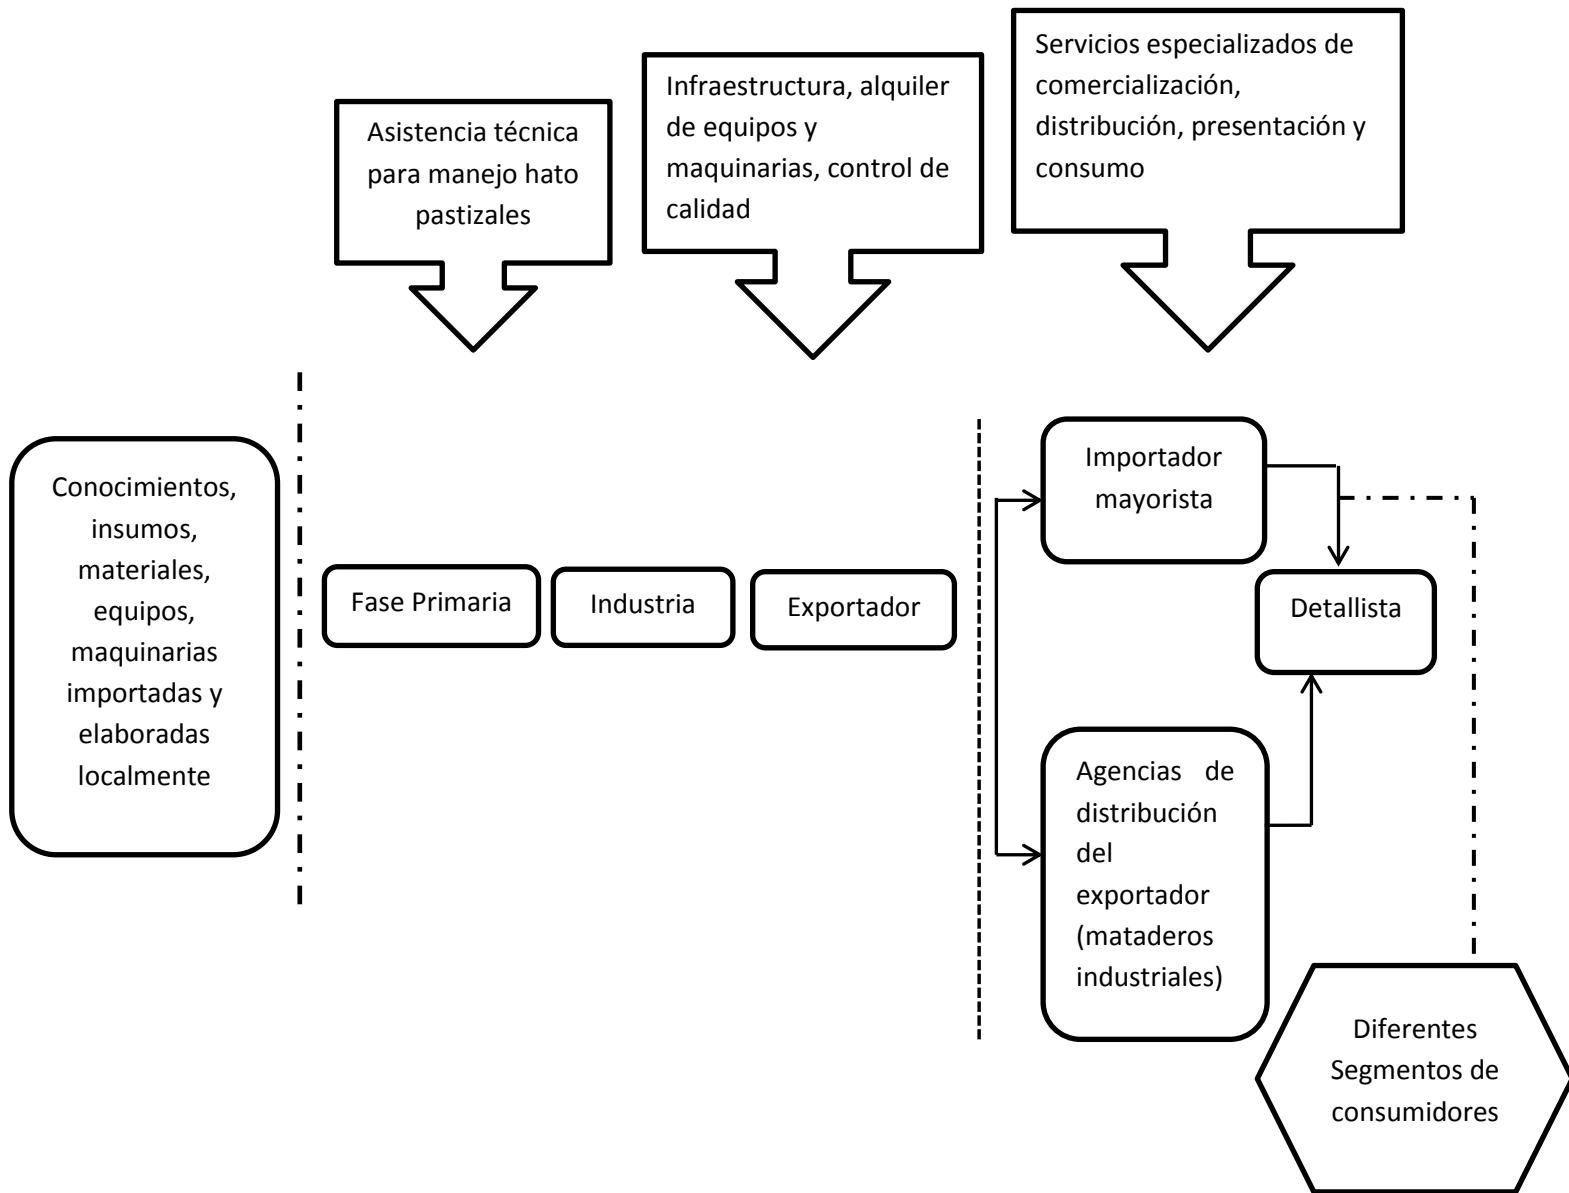 Asistencia técnica
para manejo hato
pastizales
Infraestructura, alquiler
de equipos y
maquinarias, control de
calidad
Servicios especializados de
comercialización,
distribución, presentación y
consumo
Conocimientos,
insumos,
materiales,
equipos,
maquinarias
importadas y
elaboradas
localmente
Fase Primaria
Industria
Exportador
Importador
mayorista
Detallista
Agencias de
distribución
del
exportador
(mataderos
industriales)
Diferentes
Segmentos de
consumidores